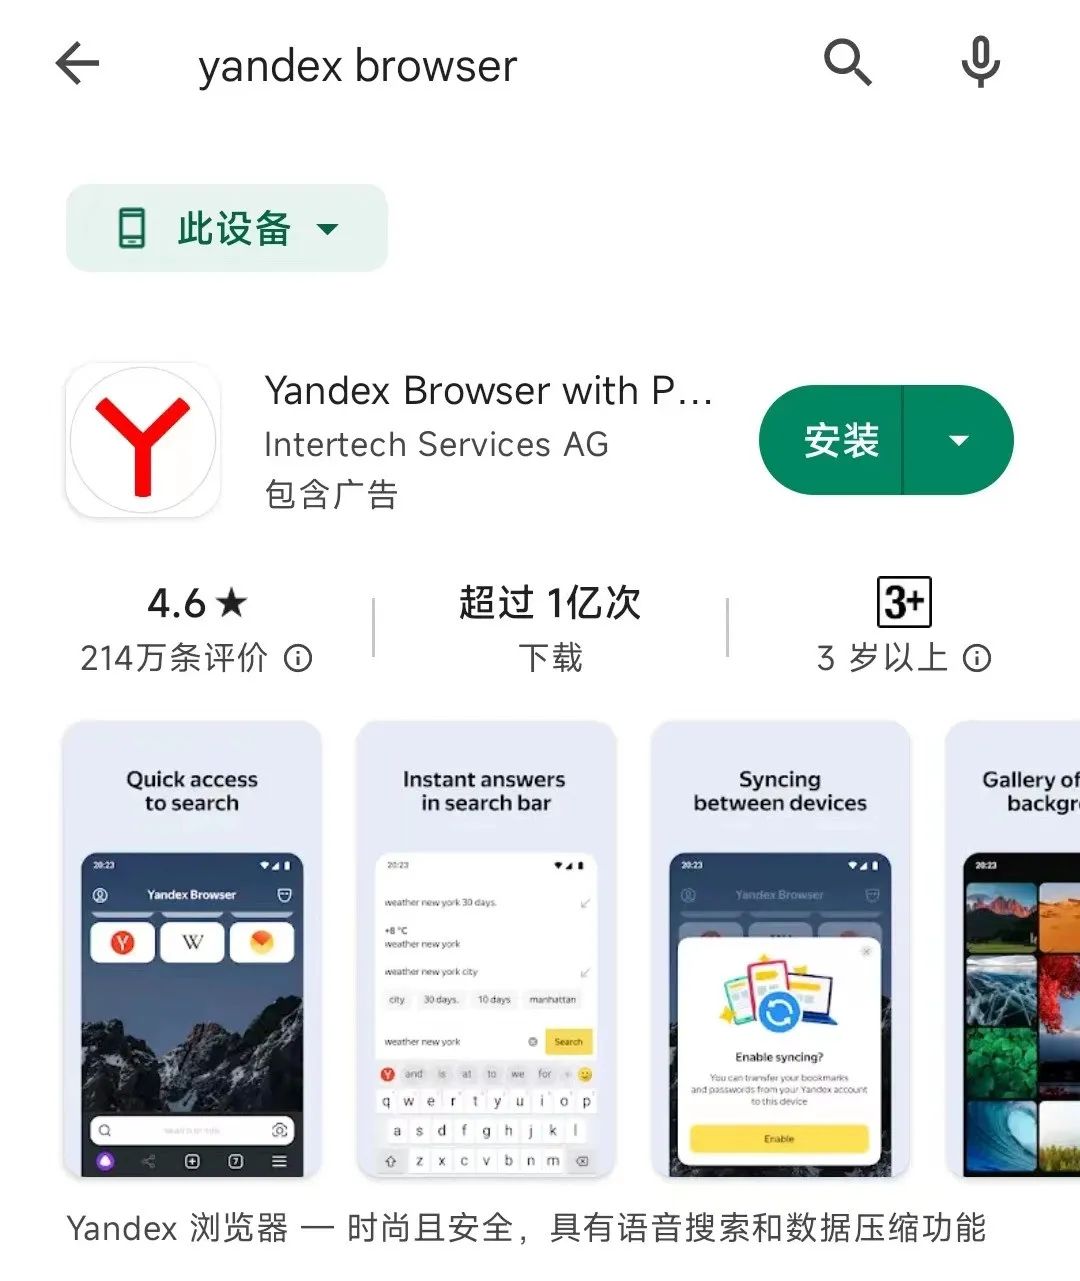 yandex browser
此设备
Yandex Browser with P...
Intertech Services AG
包含广告
安装
4.6★
214万条评价
超过 1亿次
下载
3+
3 岁以上
Quick access
to search
20:23
Yandex Browser
Y
W
7
Instant answers
in search bar
20:23
weather new york 30 days.
+8 °C
weather new york
weather new york city
city 30 days. 10 days manhattan
weather new york
Search
Y and is at to we for
q w e r t y u i o p
a s d f g h j k l
z x c v b n m
Syncing
between devices
20:23
Yandex Browser
Enable syncing?
You can transfer your bookmarks
and passwords from your Yandex account
to this device
Enable
Gallery of
backgr
20:23
Yandex 浏览器 — 时尚且安全，具有语音搜索和数据压缩功能